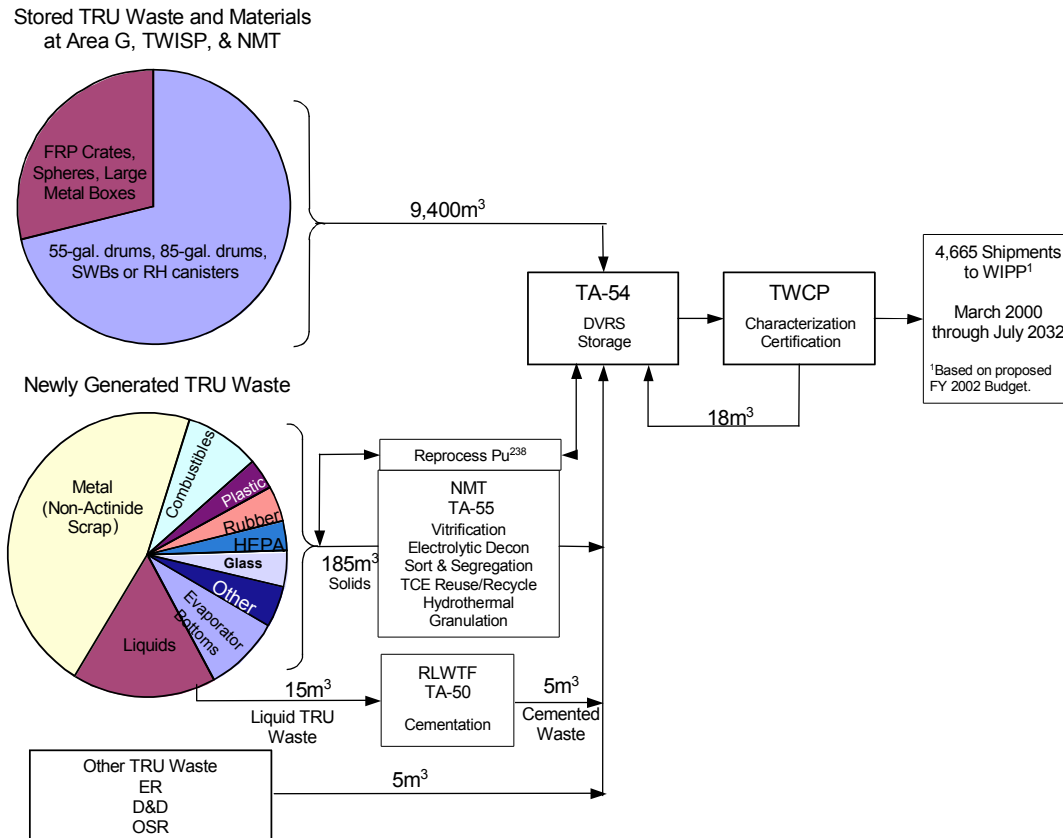 Stored TRU Waste and Materials
at Area G, TWISP, & NMT
FRP Crates,
Spheres, Large
Metal Boxes
55-gal. drums, 85-gal. drums,
SWBs or RH canisters
9,400m³
TA-54
DVRS
Storage
TWCP
Characterization
Certification
4,665 Shipments
to WIPP¹
March 2000
through July 2032
¹Based on proposed
FY 2002 Budget.
18m³
Newly Generated TRU Waste
Metal
(Non-Actinide
Scrap)
Combustibles
Plastic
Rubber
HEPA
Glass
Other
Evaporator
Bottoms
Liquids
185m³
Solids
Reprocess Pu²³⁸
NMT
TA-55
Vitrification
Electrolytic Decon
Sort & Segregation
TCE Reuse/Recycle
Hydrothermal
Granulation
15m³
Liquid TRU
Waste
RLWTF
TA-50
Cementation
5m³
Cemented
Waste
Other TRU Waste
ER
D&D
OSR
5m³